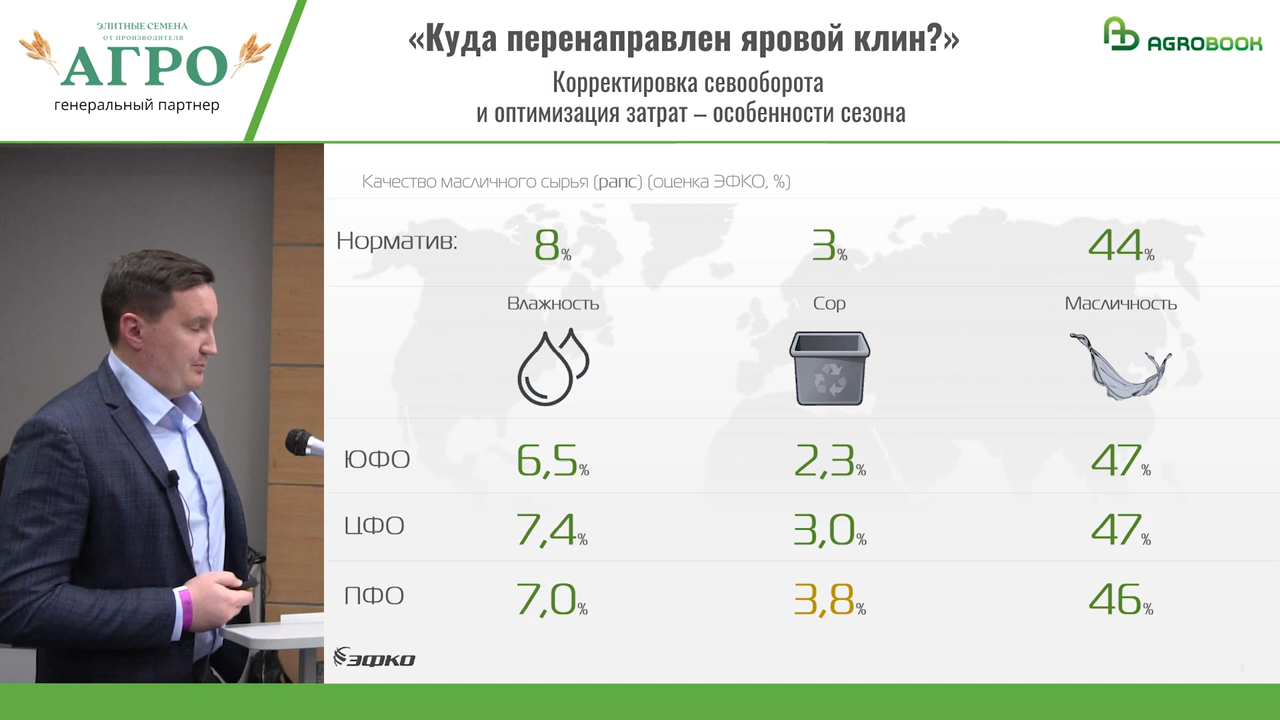 ЭЛИТНЫЕ СЕМЕНА
ОТ ПРОИЗВОДИТЕЛЯ
АГРО
генеральный партнер
«Куда перенаправлен яровой клин?»
Корректировка севооборота
и оптимизация затрат – особенности сезона
AGROBOOK
Качество масличного сырья (рапс) (оценка ЭФКО, %)
Норматив: 8% 3% 44%
Влажность Сор Масличность
ЮФО 6,5% 2,3% 47%
ЦФО 7,4% 3,0% 47%
ПФО 7,0% 3,8% 46%
ЭФКО